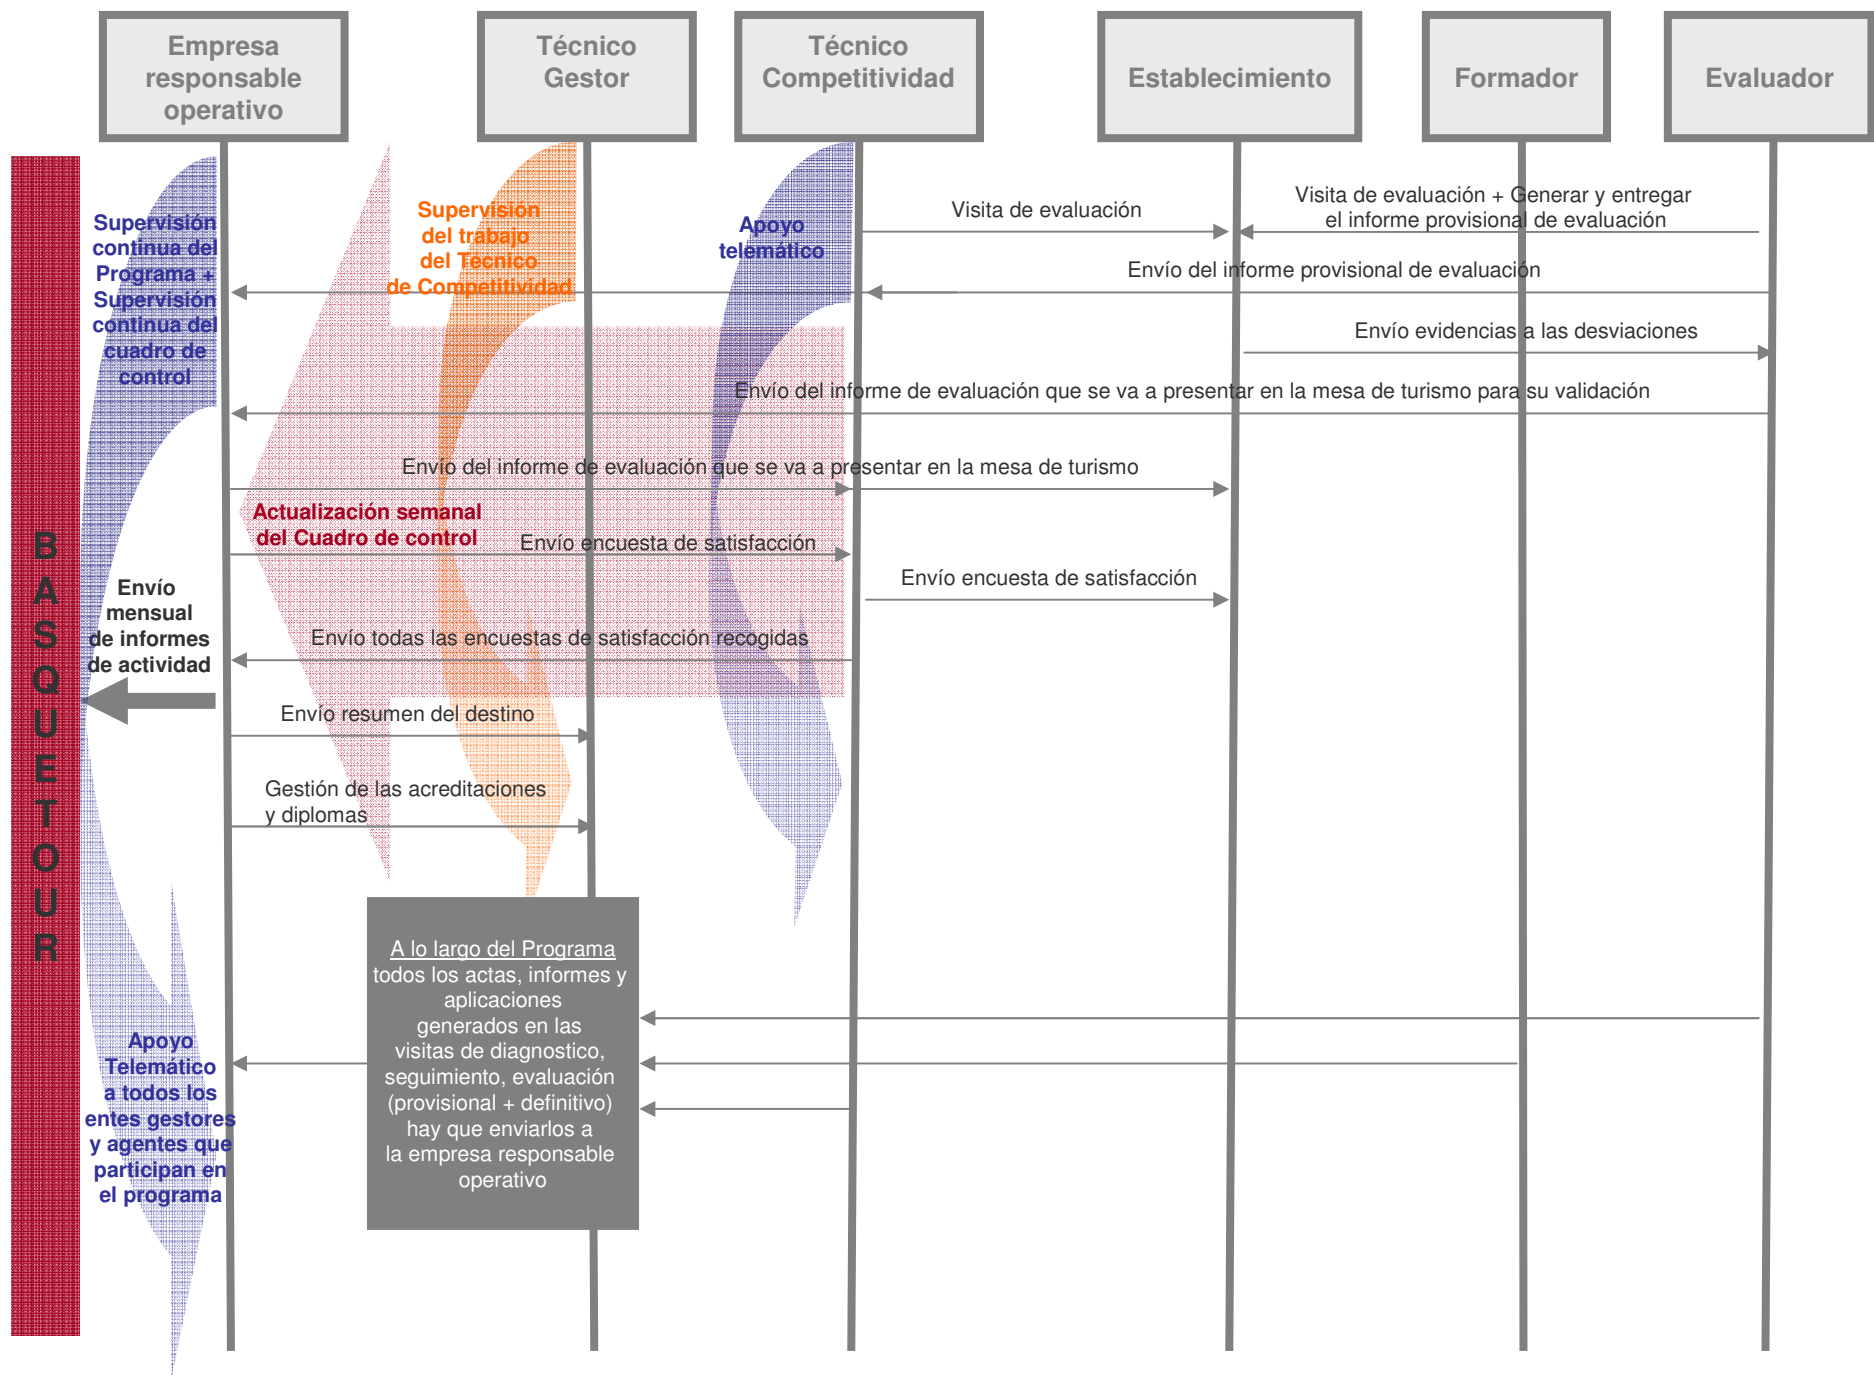 Empresa
responsable
operativo
Técnico
Gestor
Técnico
Competitividad
Establecimiento
Formador
Evaluador
Supervisión
continua del
Programa +
Supervisión
continua del
cuadro de
control
Supervisión
del trabajo
del Técnico
de Competitividad
Apoyo
telemático
Visita de evaluación
Visita de evaluación + Generar y entregar
el informe provisional de evaluación
Envío del informe provisional de evaluación
Envío evidencias a las desviaciones
Envío del informe de evaluación que se va a presentar en la mesa de turismo para su validación
Envío del informe de evaluación que se va a presentar en la mesa de turismo
Actualización semanal
del Cuadro de control
Envío encuesta de satisfacción
Envío encuesta de satisfacción
B
A
S
Q
U
E
T
O
U
R
Envío
mensual
de informes
de actividad
Envío todas las encuestas de satisfacción recogidas
Envío resumen del destino
Gestión de las acreditaciones
y diplomas
A lo largo del Programa
todos los actas, informes y
aplicaciones
generados en las
visitas de diagnostico,
seguimiento, evaluación
(provisional + definitivo)
hay que enviarlos a
la empresa responsable
operativo
Apoyo
Telemático
a todos los
entes gestores
y agentes que
participan en
el programa